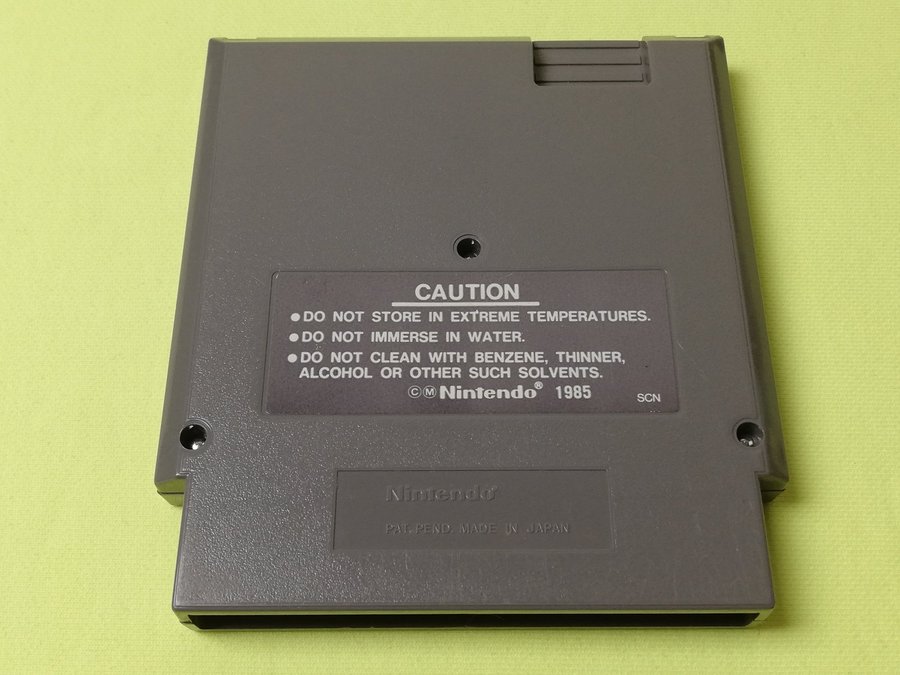 CAUTION
●DO NOT STORE IN EXTREME TEMPERATURES.
●DO NOT IMMERSE IN WATER.
●DO NOT CLEAN WITH BENZENE, THINNER,
ALCOHOL OR OTHER SUCH SOLVENTS.
ⒸⓂNintendo® 1985
SCN
Nintendo®
PAT. PEND. MADE IN JAPAN